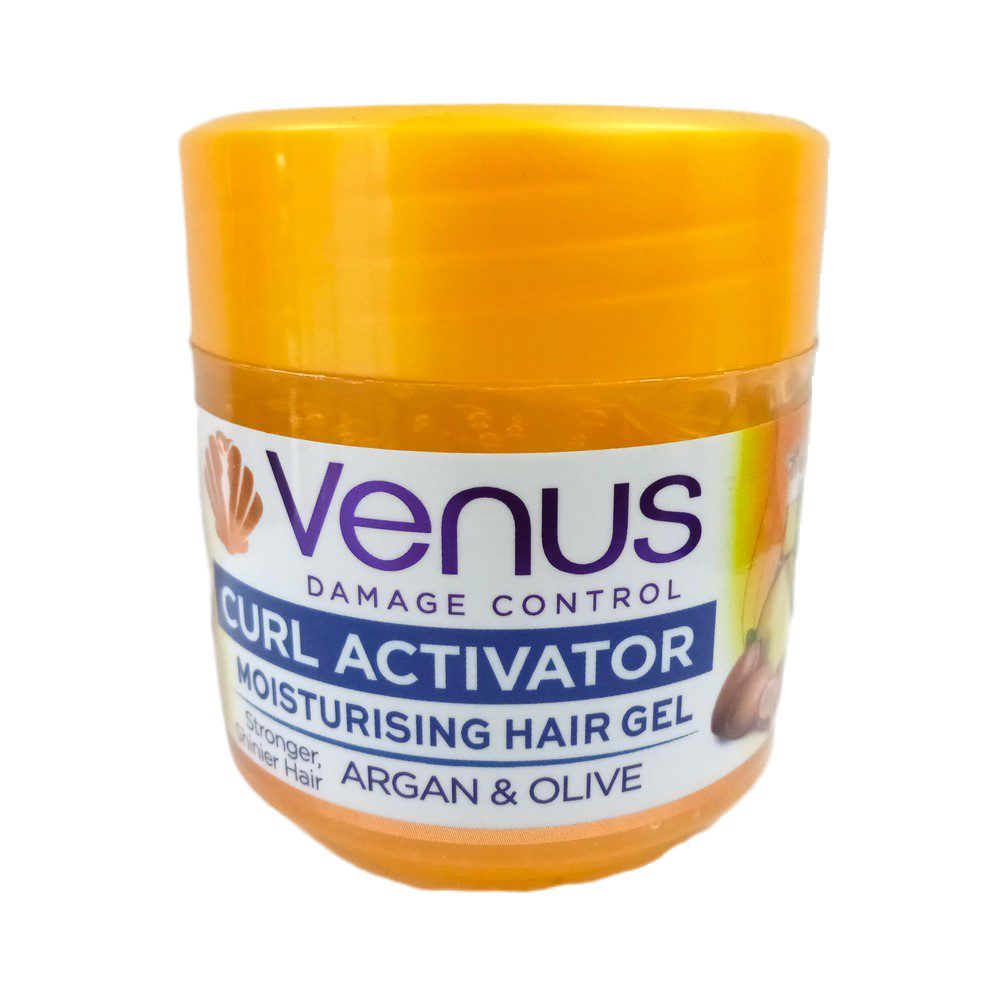 Venus
DAMAGE CONTROL
CURL ACTIVATOR
MOISTURISING HAIR GEL
Stronger,
Shinier Hair
ARGAN & OLIVE